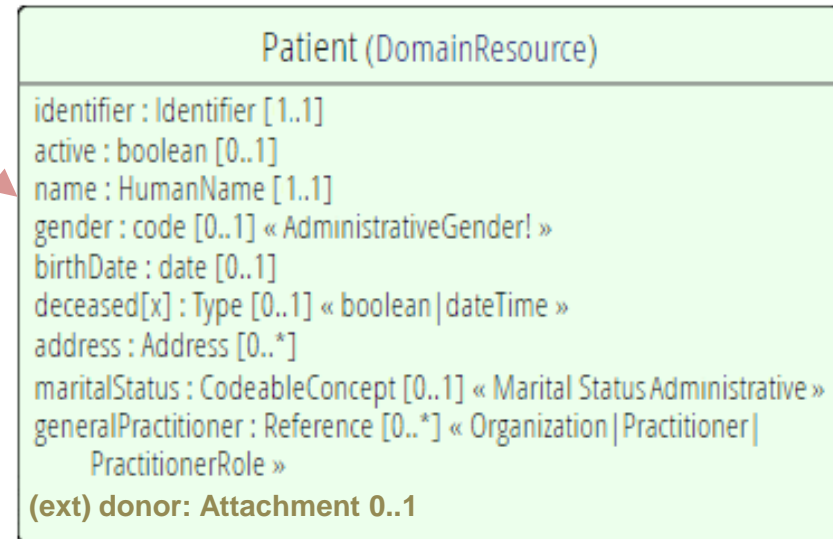 Patient (DomainResource)
identifier : Identifier [1..1]
active : boolean [0..1]
name : HumanName [1..1]
gender : code [0..1] « AdministrativeGender! »
birthDate : date [0..1]
deceased[x] : Type [0..1] « boolean|dateTime »
address : Address [0..*]
maritalStatus : CodeableConcept [0..1] « Marital Status Administrative »
generalPractitioner : Reference [0..*] « Organization|Practitioner|
PractitionerRole »
(ext) donor: Attachment 0..1